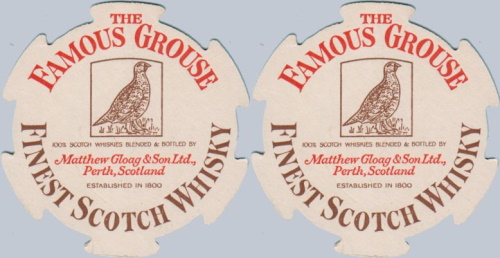 THE
FAMOUS GROUSE
100% SCOTCH WHISKIES BLENDED & BOTTLED BY
Matthew Gloag & Son Ltd.,
Perth, Scotland
ESTABLISHED IN 1800
FINEST SCOTCH WHISKY
THE
FAMOUS GROUSE
100% SCOTCH WHISKIES BLENDED & BOTTLED BY
Matthew Gloag & Son Ltd.,
Perth, Scotland
ESTABLISHED IN 1800
FINEST SCOTCH WHISKY